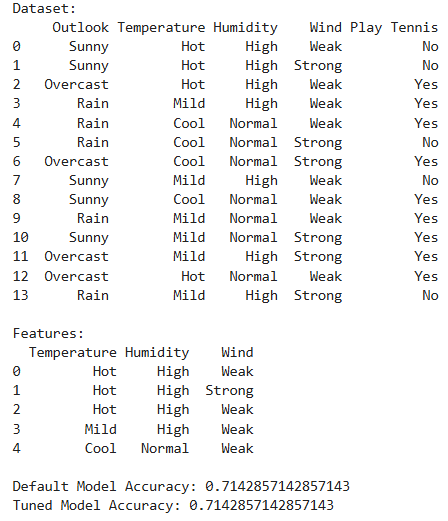 Dataset:
Outlook Temperature Humidity Wind Play Tennis
0 Sunny Hot High Weak No
1 Sunny Hot High Strong No
2 Overcast Hot High Weak Yes
3 Rain Mild High Weak Yes
4 Rain Cool Normal Weak Yes
5 Rain Cool Normal Strong No
6 Overcast Cool Normal Strong Yes
7 Sunny Mild High Weak No
8 Sunny Cool Normal Weak Yes
9 Rain Mild Normal Weak Yes
10 Sunny Mild Normal Strong Yes
11 Overcast Mild High Strong Yes
12 Overcast Hot Normal Weak Yes
13 Rain Mild High Strong No
Features:
Temperature Humidity Wind
0 Hot High Weak
1 Hot High Strong
2 Hot High Weak
3 Mild High Weak
4 Cool Normal Weak
Default Model Accuracy: 0.7142857142857143
Tuned Model Accuracy: 0.7142857142857143